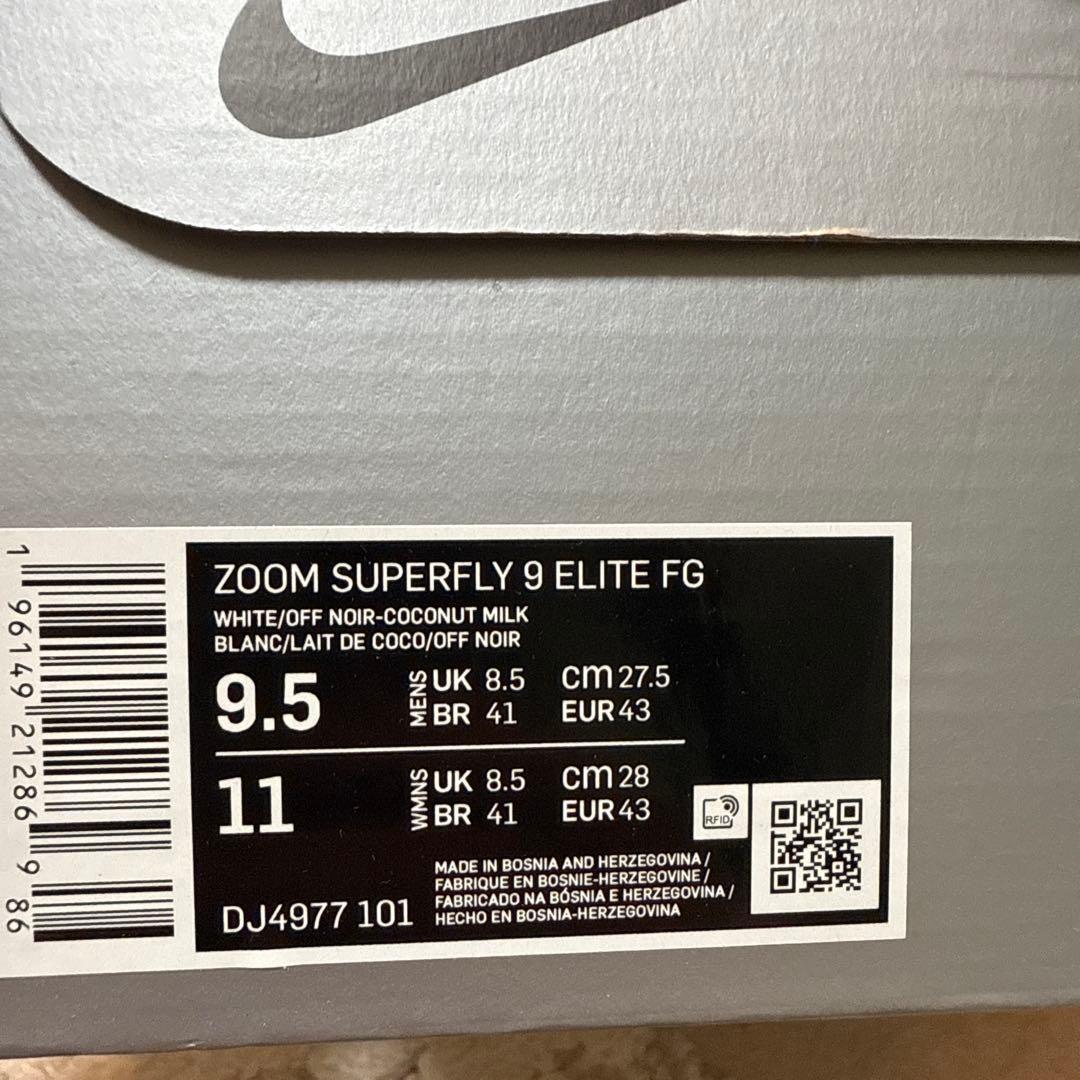 ZOOM SUPERFLY 9 ELITE FG
WHITE/OFF NOIR-COCONUT MILK
BLANC/LAIT DE COCO/OFF NOIR
9.5 MENS UK 8.5 cm 27.5
BR 41 EUR 43
11 WMNS UK 8.5 cm 28
BR 41 EUR 43
RFID
MADE IN BOSNIA AND HERZEGOVINA /
FABRIQUE EN BOSNIE-HERZEGOVINE /
FABRICADO NA BÓSNIA E HERZEGOVINA /
HECHO EN BOSNIA-HERZEGOVINA
DJ4977 101
1 96149 21286 9 86